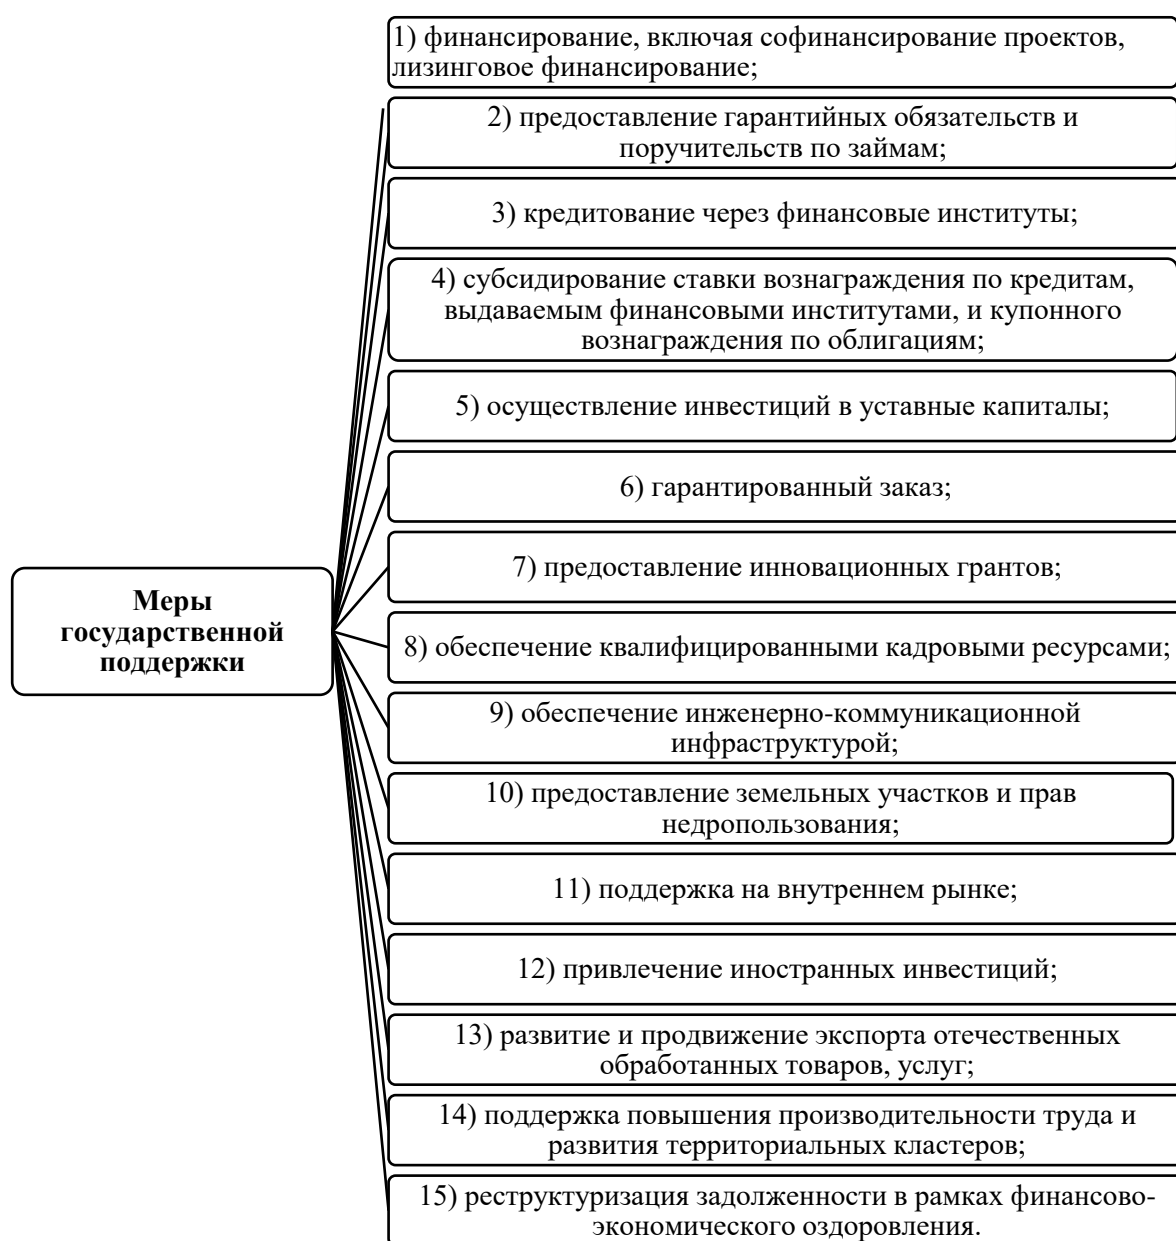 1) финансирование, включая софинансирование проектов,
лизинговое финансирование;
2) предоставление гарантийных обязательств и
поручительств по займам;
3) кредитование через финансовые институты;
4) субсидирование ставки вознаграждения по кредитам,
выдаваемым финансовыми институтами, и купонного
вознаграждения по облигациям;
5) осуществление инвестиций в уставные капиталы;
6) гарантированный заказ;
7) предоставление инновационных грантов;
Меры
государственной
поддержки
8) обеспечение квалифицированными кадровыми ресурсами;
9) обеспечение инженерно-коммуникационной
инфраструктурой;
10) предоставление земельных участков и прав
недропользования;
11) поддержка на внутреннем рынке;
12) привлечение иностранных инвестиций;
13) развитие и продвижение экспорта отечественных
обработанных товаров, услуг;
14) поддержка повышения производительности труда и
развития территориальных кластеров;
15) реструктуризация задолженности в рамках финансово-
экономического оздоровления.